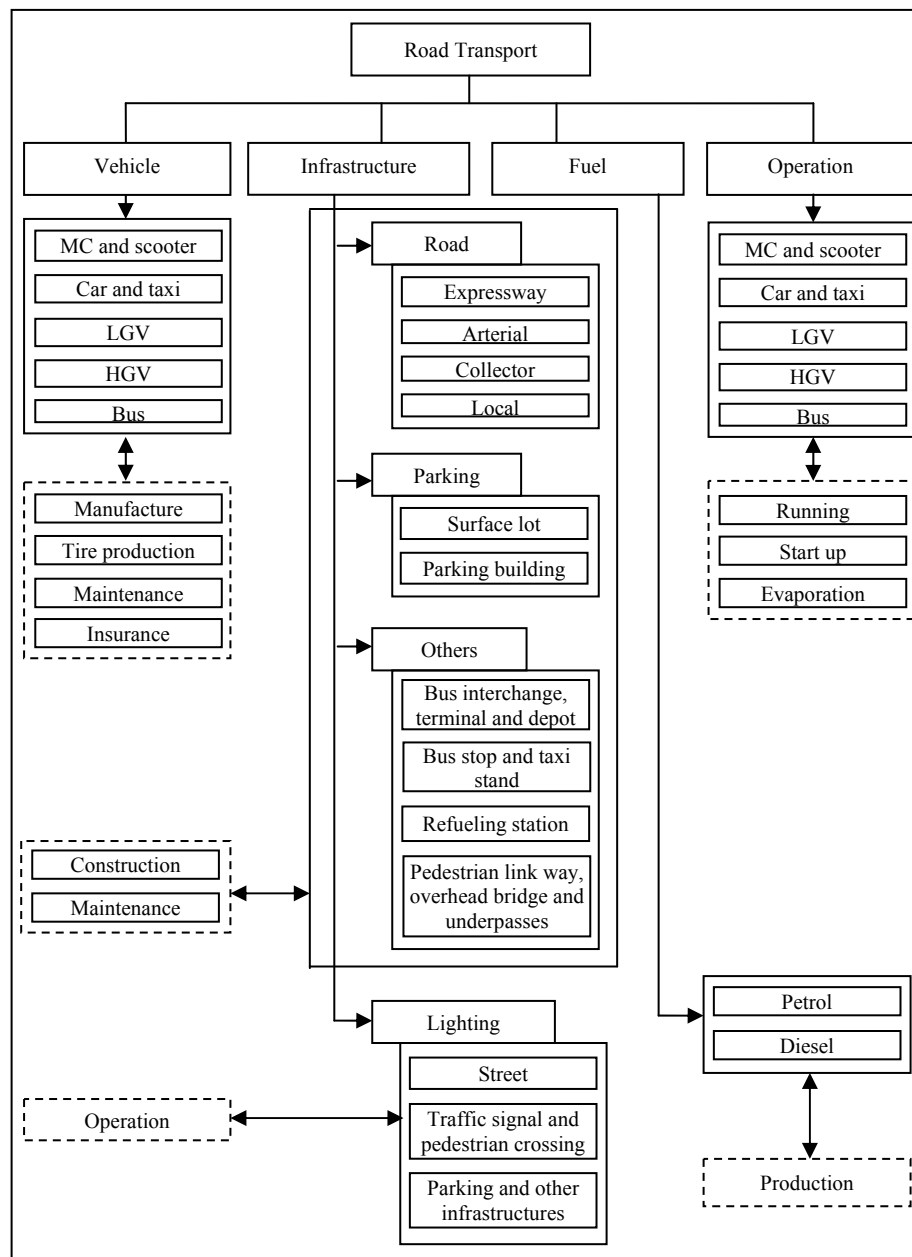 Road Transport
Vehicle
Infrastructure
Fuel
Operation
MC and scooter
Car and taxi
LGV
HGV
Bus
Manufacture
Tire production
Maintenance
Insurance
Construction
Maintenance
Operation
Road
Expressway
Arterial
Collector
Local
Parking
Surface lot
Parking building
Others
Bus interchange,
terminal and depot
Bus stop and taxi
stand
Refueling station
Pedestrian link way,
overhead bridge and
underpasses
Lighting
Street
Traffic signal and
pedestrian crossing
Parking and other
infrastructures
MC and scooter
Car and taxi
LGV
HGV
Bus
Running
Start up
Evaporation
Petrol
Diesel
Production